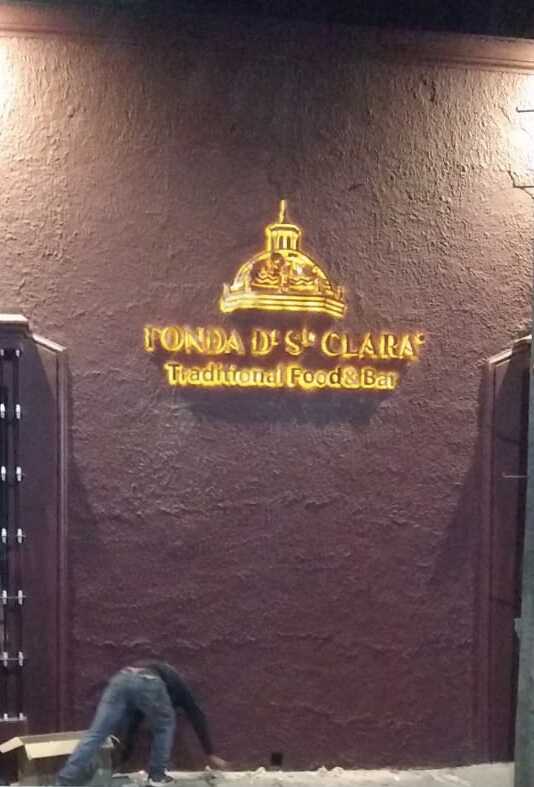 FONDA DE Sta CLARA®
Traditional Food & Bar